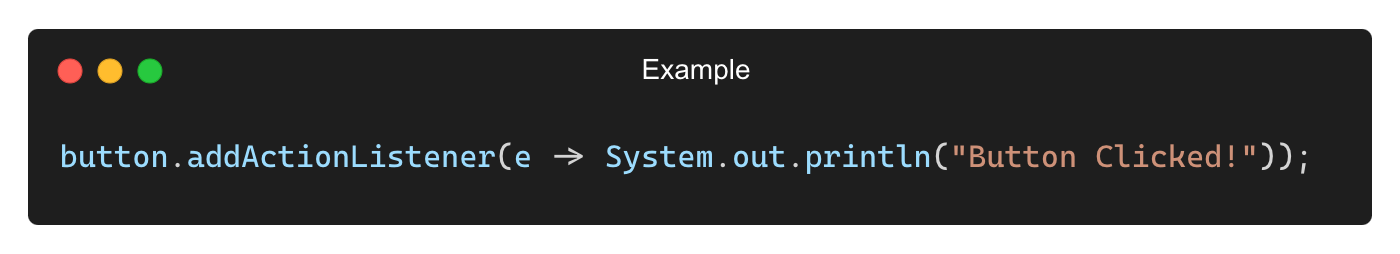 Example
button.addActionListener(e -> System.out.println("Button Clicked!"));